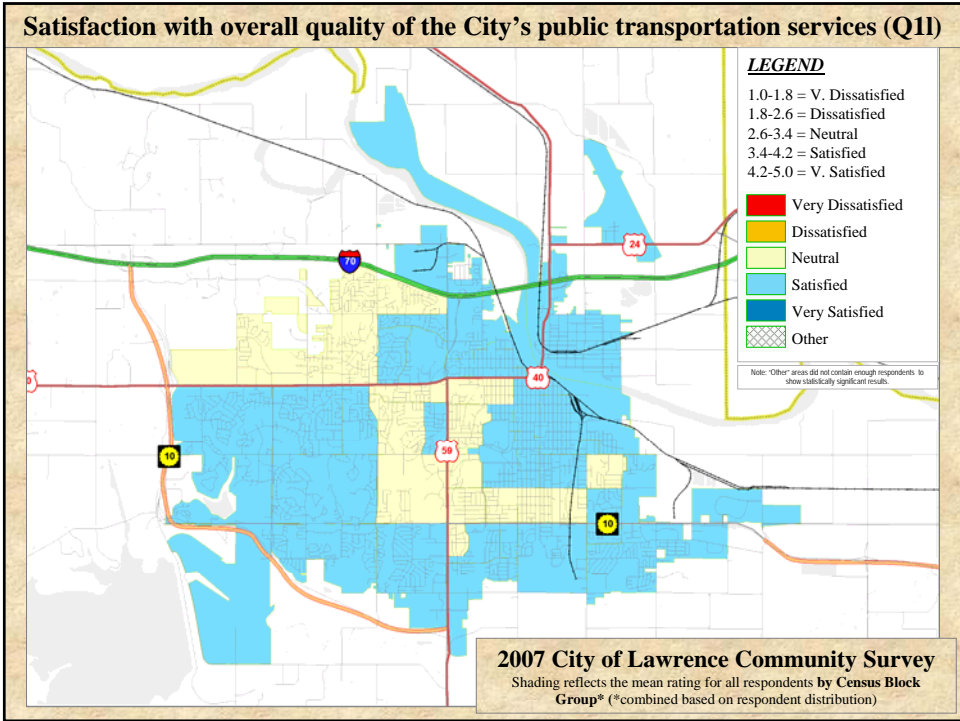 Satisfaction with overall quality of the City's public transportation services (Q1l)
LEGEND
1.0-1.8 = V. Dissatisfied
1.8-2.6 = Dissatisfied
2.6-3.4 = Neutral
3.4-4.2 = Satisfied
4.2-5.0 = V. Satisfied
Very Dissatisfied
Dissatisfied
Neutral
Satisfied
Very Satisfied
Other
Note: "Other" areas did not contain enough respondents to
show statistically significant results.
24
70
40
59
10
10
2007 City of Lawrence Community Survey
Shading reflects the mean rating for all respondents by Census Block
Group* (*combined based on respondent distribution)